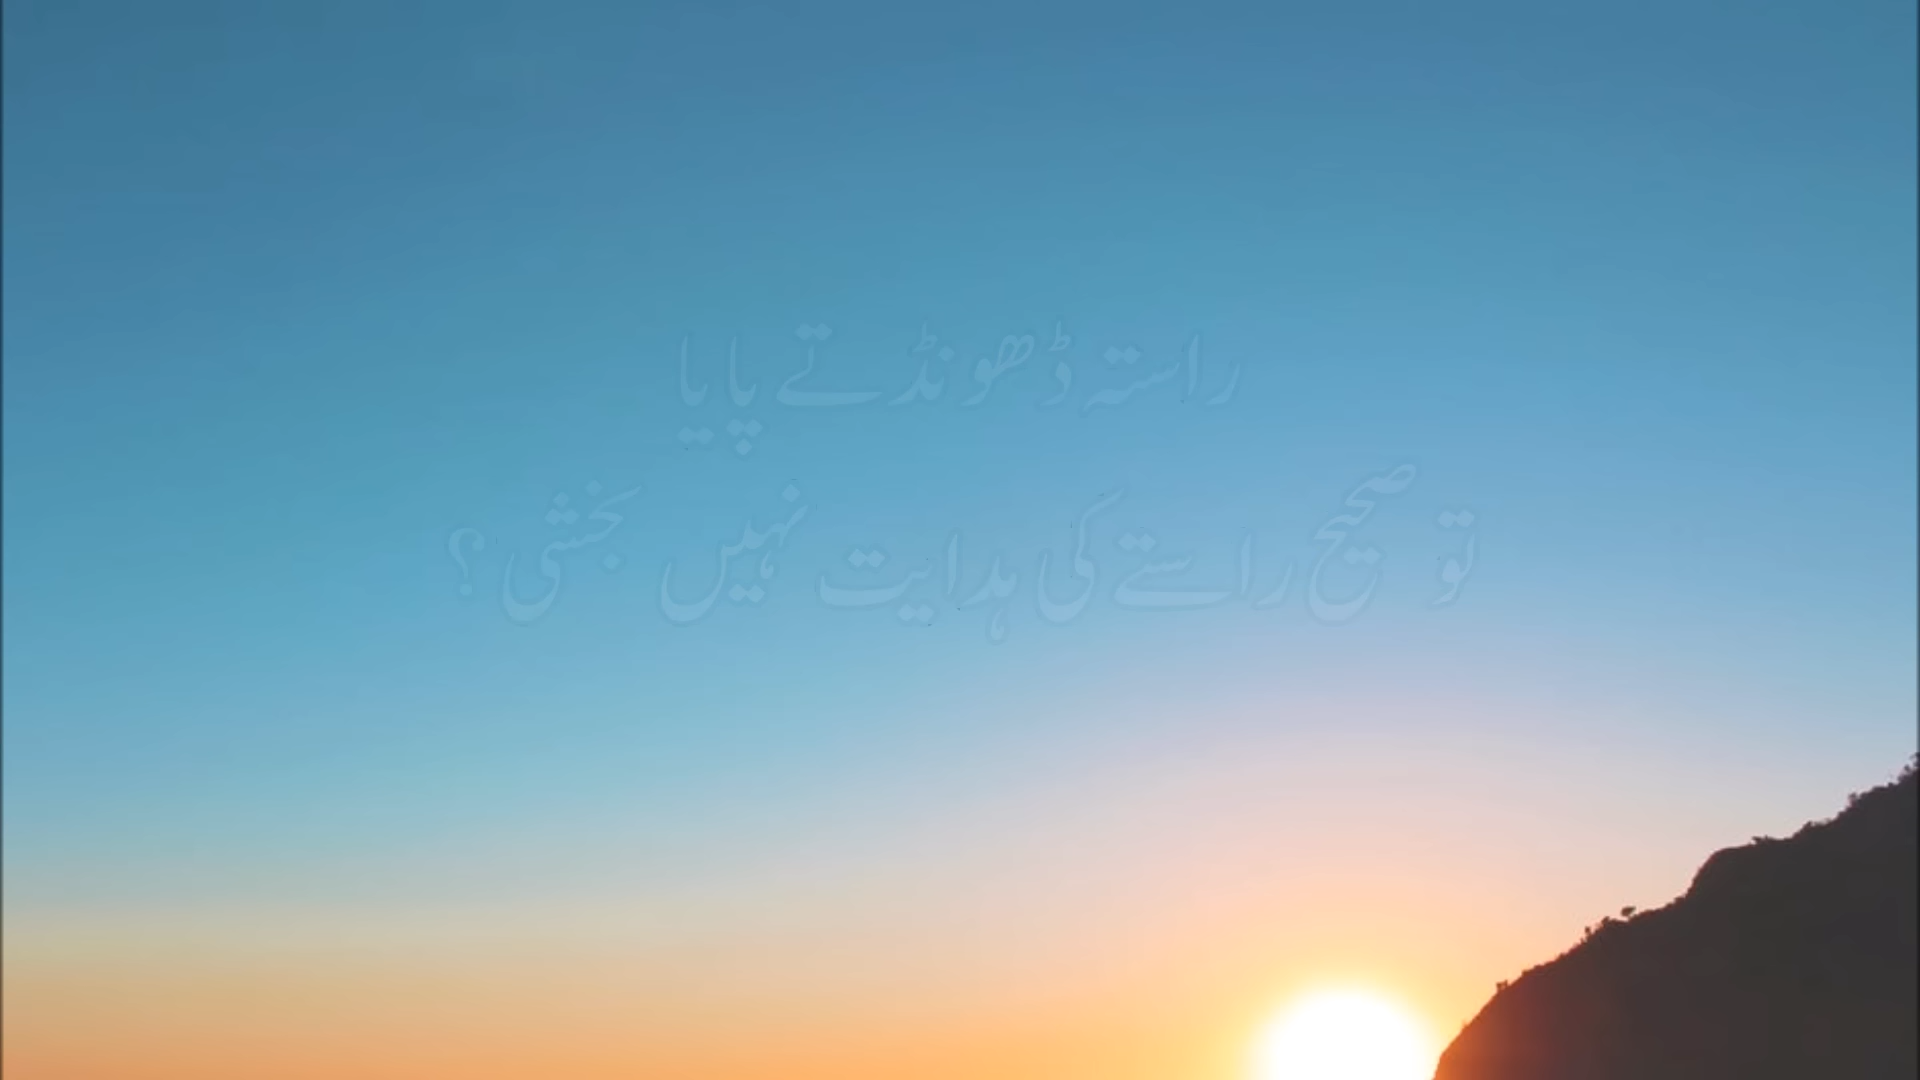 راستہ ڈھونڈتے پایا
تو صحیح راستے کی ہدایت نہیں بخشی ؟